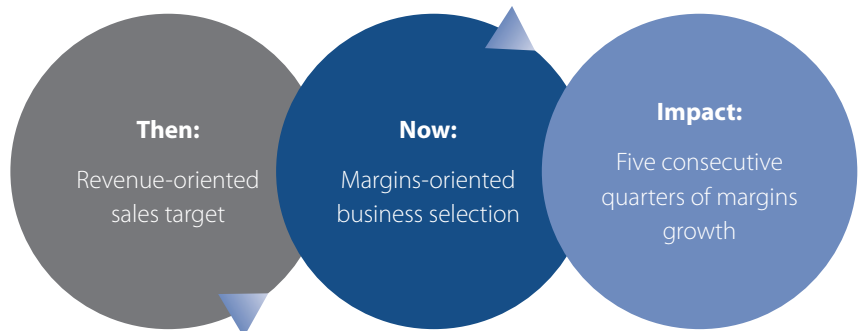 Then:
Revenue-oriented
sales target
Now:
Margins-oriented
business selection
Impact:
Five consecutive
quarters of margins
growth